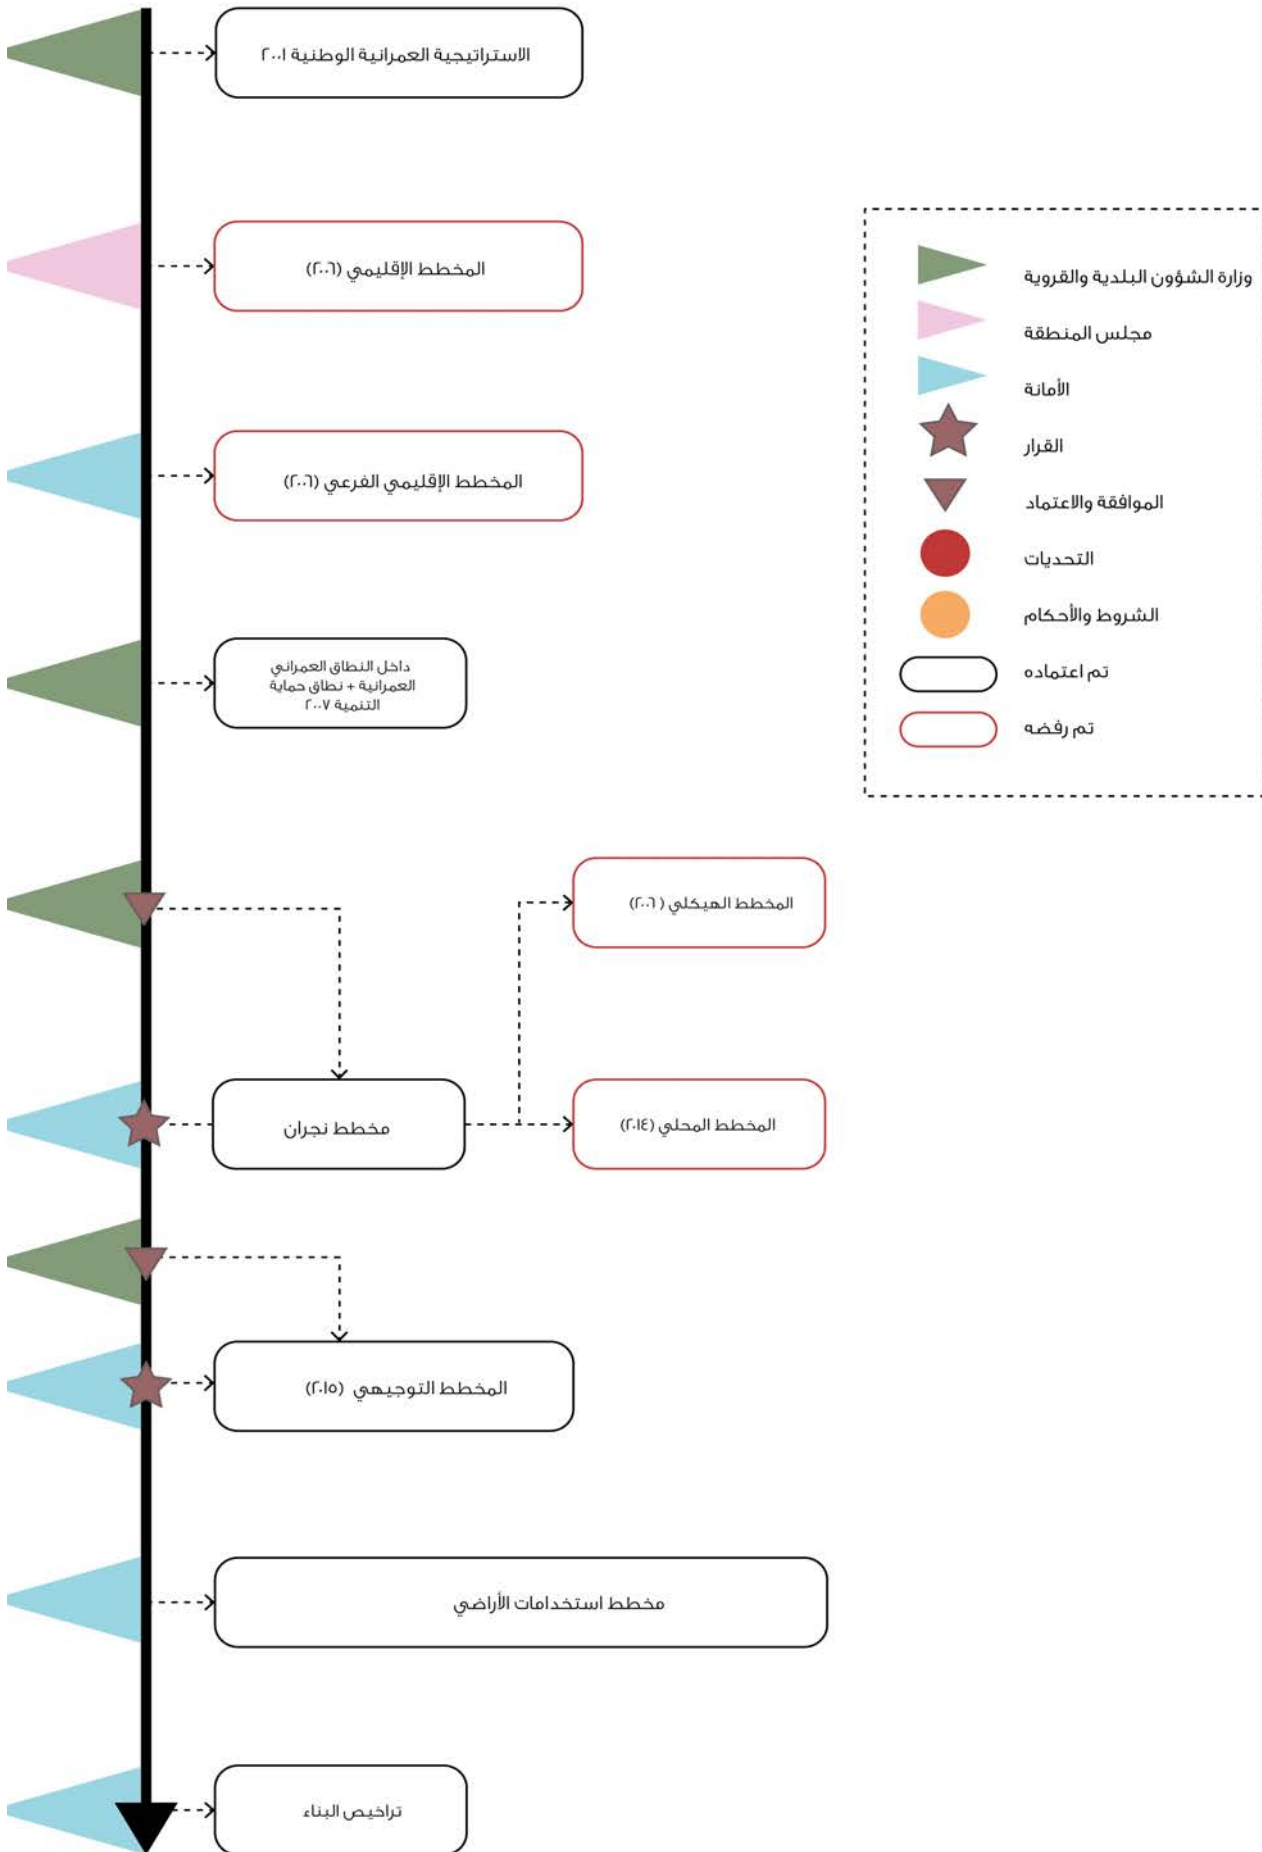 الاستراتيجية العمرانية الوطنية ٢٠٠١
المخطط الإقليمي (٢٠٠٦)
المخطط الإقليمي الفرعي (٢٠٠٦)
داخل النطاق العمراني
العمرانية + نطاق حماية
التنمية ٢٠٠٧
المخطط الهيكلي (٢٠٠٦ )
مخطط نجران
المخطط المحلي (٢٠١٤)
المخطط التوجيهي (٢٠١٥)
مخطط استخدامات الأراضي
تراخيص البناء
وزارة الشؤون البلدية والقروية
مجلس المنطقة
الأمانة
القرار
الموافقة والاعتماد
التحديات
الشروط والأحكام
تم اعتماده
تم رفضه